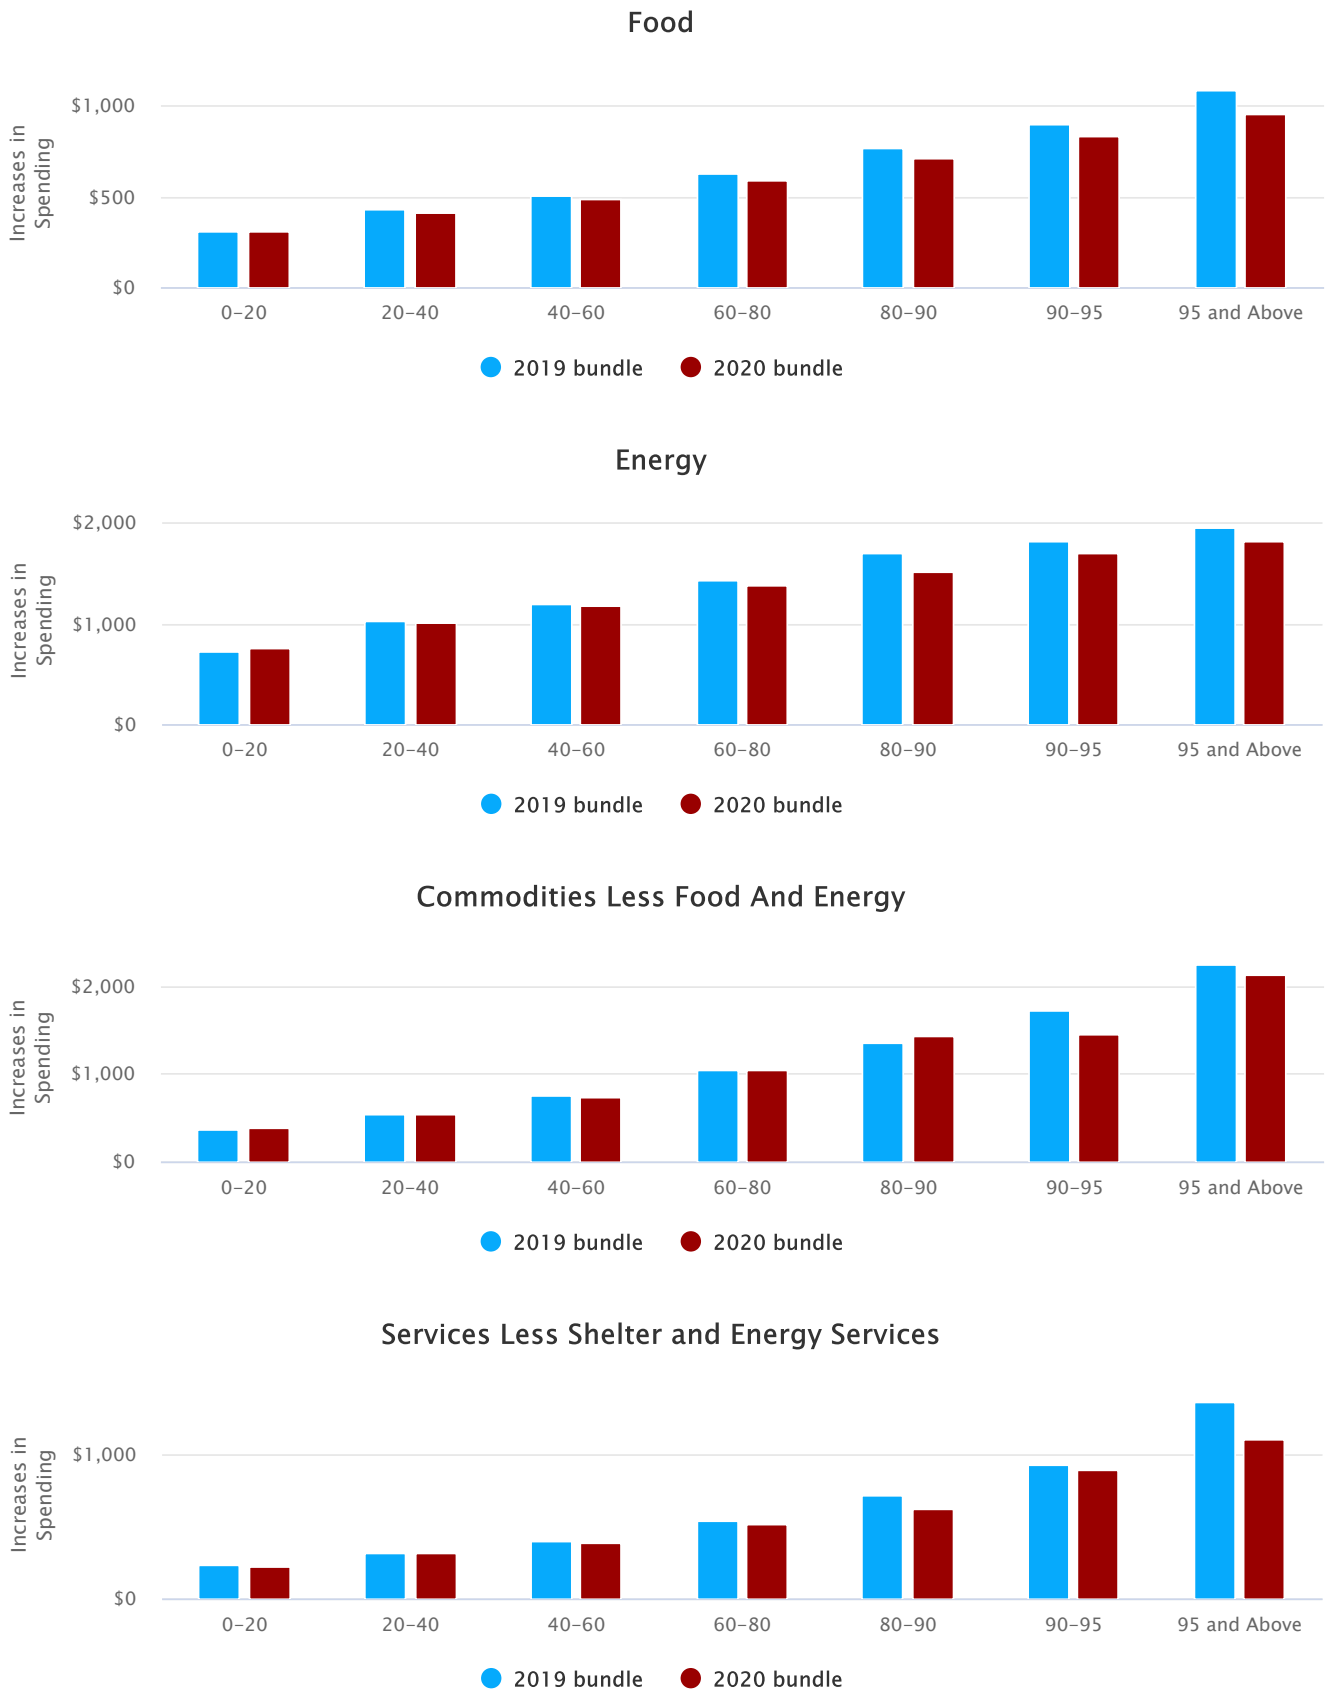 Food
Increases in
Spending
$1,000
$500
$0
0–20 20–40 40–60 60–80 80–90 90–95 95 and Above
2019 bundle 2020 bundle
Energy
Increases in
Spending
$2,000
$1,000
$0
0–20 20–40 40–60 60–80 80–90 90–95 95 and Above
2019 bundle 2020 bundle
Commodities Less Food And Energy
Increases in
Spending
$2,000
$1,000
$0
0–20 20–40 40–60 60–80 80–90 90–95 95 and Above
2019 bundle 2020 bundle
Services Less Shelter and Energy Services
Increases in
Spending
$1,000
$0
0–20 20–40 40–60 60–80 80–90 90–95 95 and Above
2019 bundle 2020 bundle